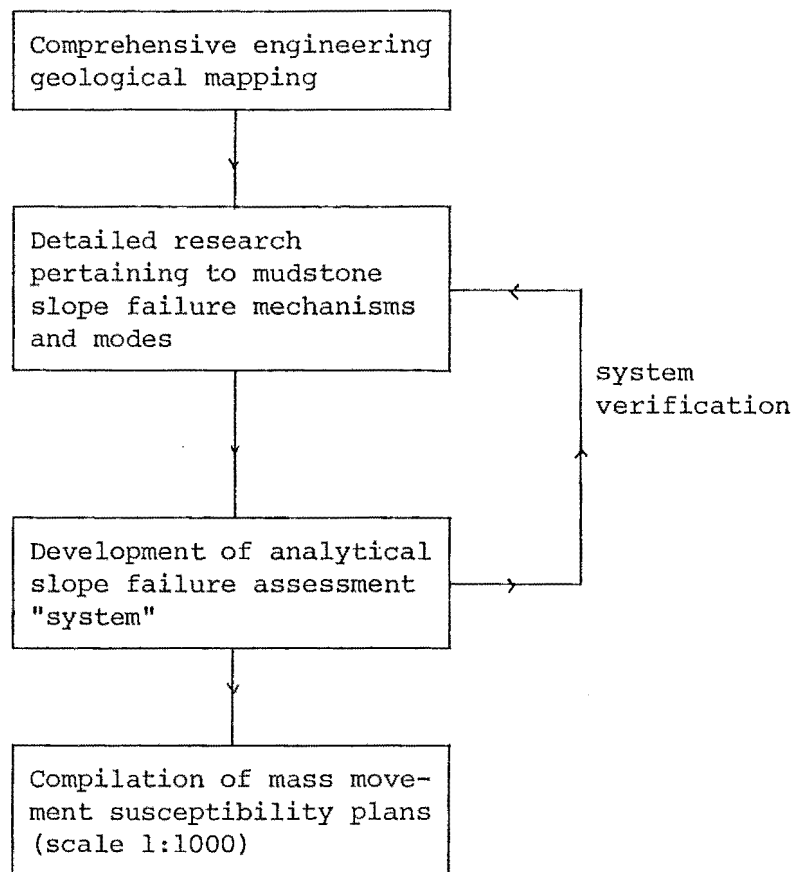 Comprehensive engineering
geological mapping
Detailed research
pertaining to mudstone
slope failure mechanisms
and modes
system
verification
Development of analytical
slope failure assessment
"system"
Compilation of mass move-
ment susceptibility plans
(scale 1:1000)